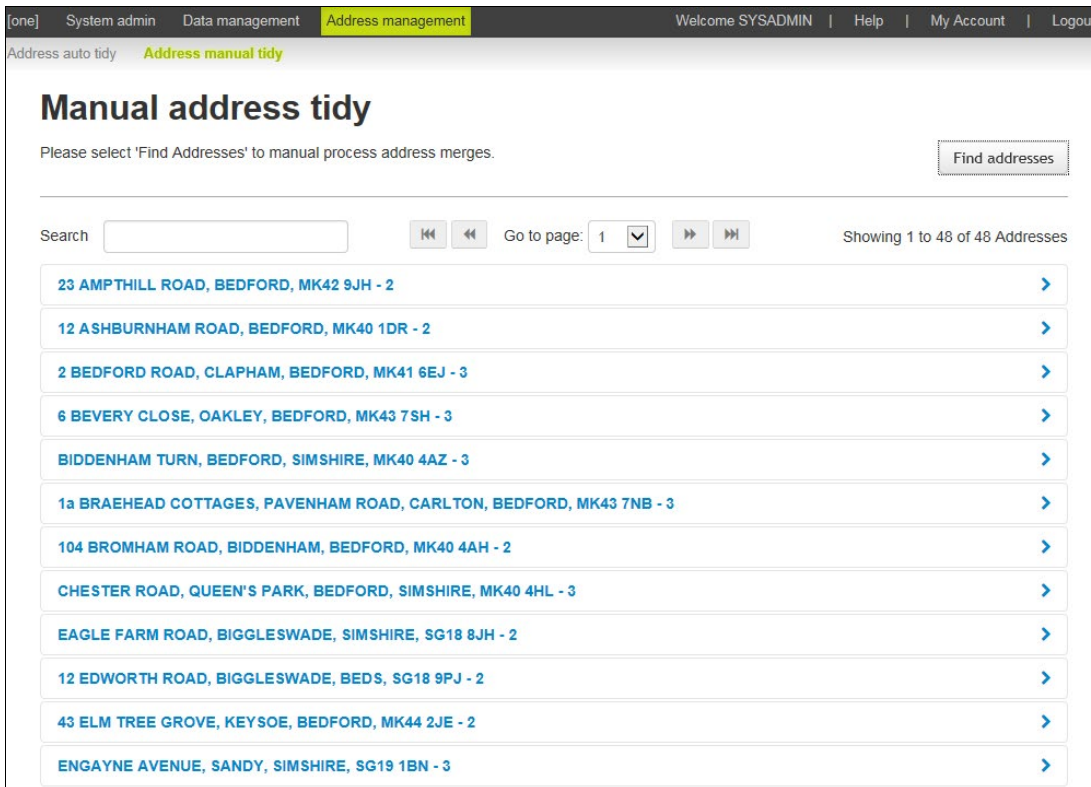 [one] System admin Data management Address management Welcome SYSADMIN | Help | My Account | Logou
Address auto tidy Address manual tidy
Manual address tidy
Please select 'Find Addresses' to manual process address merges.
Find addresses
Search Go to page: 1 Showing 1 to 48 of 48 Addresses
23 AMPTHILL ROAD, BEDFORD, MK42 9JH - 2
12 ASHBURNHAM ROAD, BEDFORD, MK40 1DR - 2
2 BEDFORD ROAD, CLAPHAM, BEDFORD, MK41 6EJ - 3
6 BEVERY CLOSE, OAKLEY, BEDFORD, MK43 7SH - 3
BIDDENHAM TURN, BEDFORD, SIMSHIRE, MK40 4AZ - 3
1a BRAEHEAD COTTAGES, PAVENHAM ROAD, CARLTON, BEDFORD, MK43 7NB - 3
104 BROMHAM ROAD, BIDDENHAM, BEDFORD, MK40 4AH - 2
CHESTER ROAD, QUEEN'S PARK, BEDFORD, SIMSHIRE, MK40 4HL - 3
EAGLE FARM ROAD, BIGGLESWADE, SIMSHIRE, SG18 8JH - 2
12 EDWORTH ROAD, BIGGLESWADE, BEDS, SG18 9PJ - 2
43 ELM TREE GROVE, KEYSOE, BEDFORD, MK44 2JE - 2
ENGAYNE AVENUE, SANDY, SIMSHIRE, SG19 1BN - 3